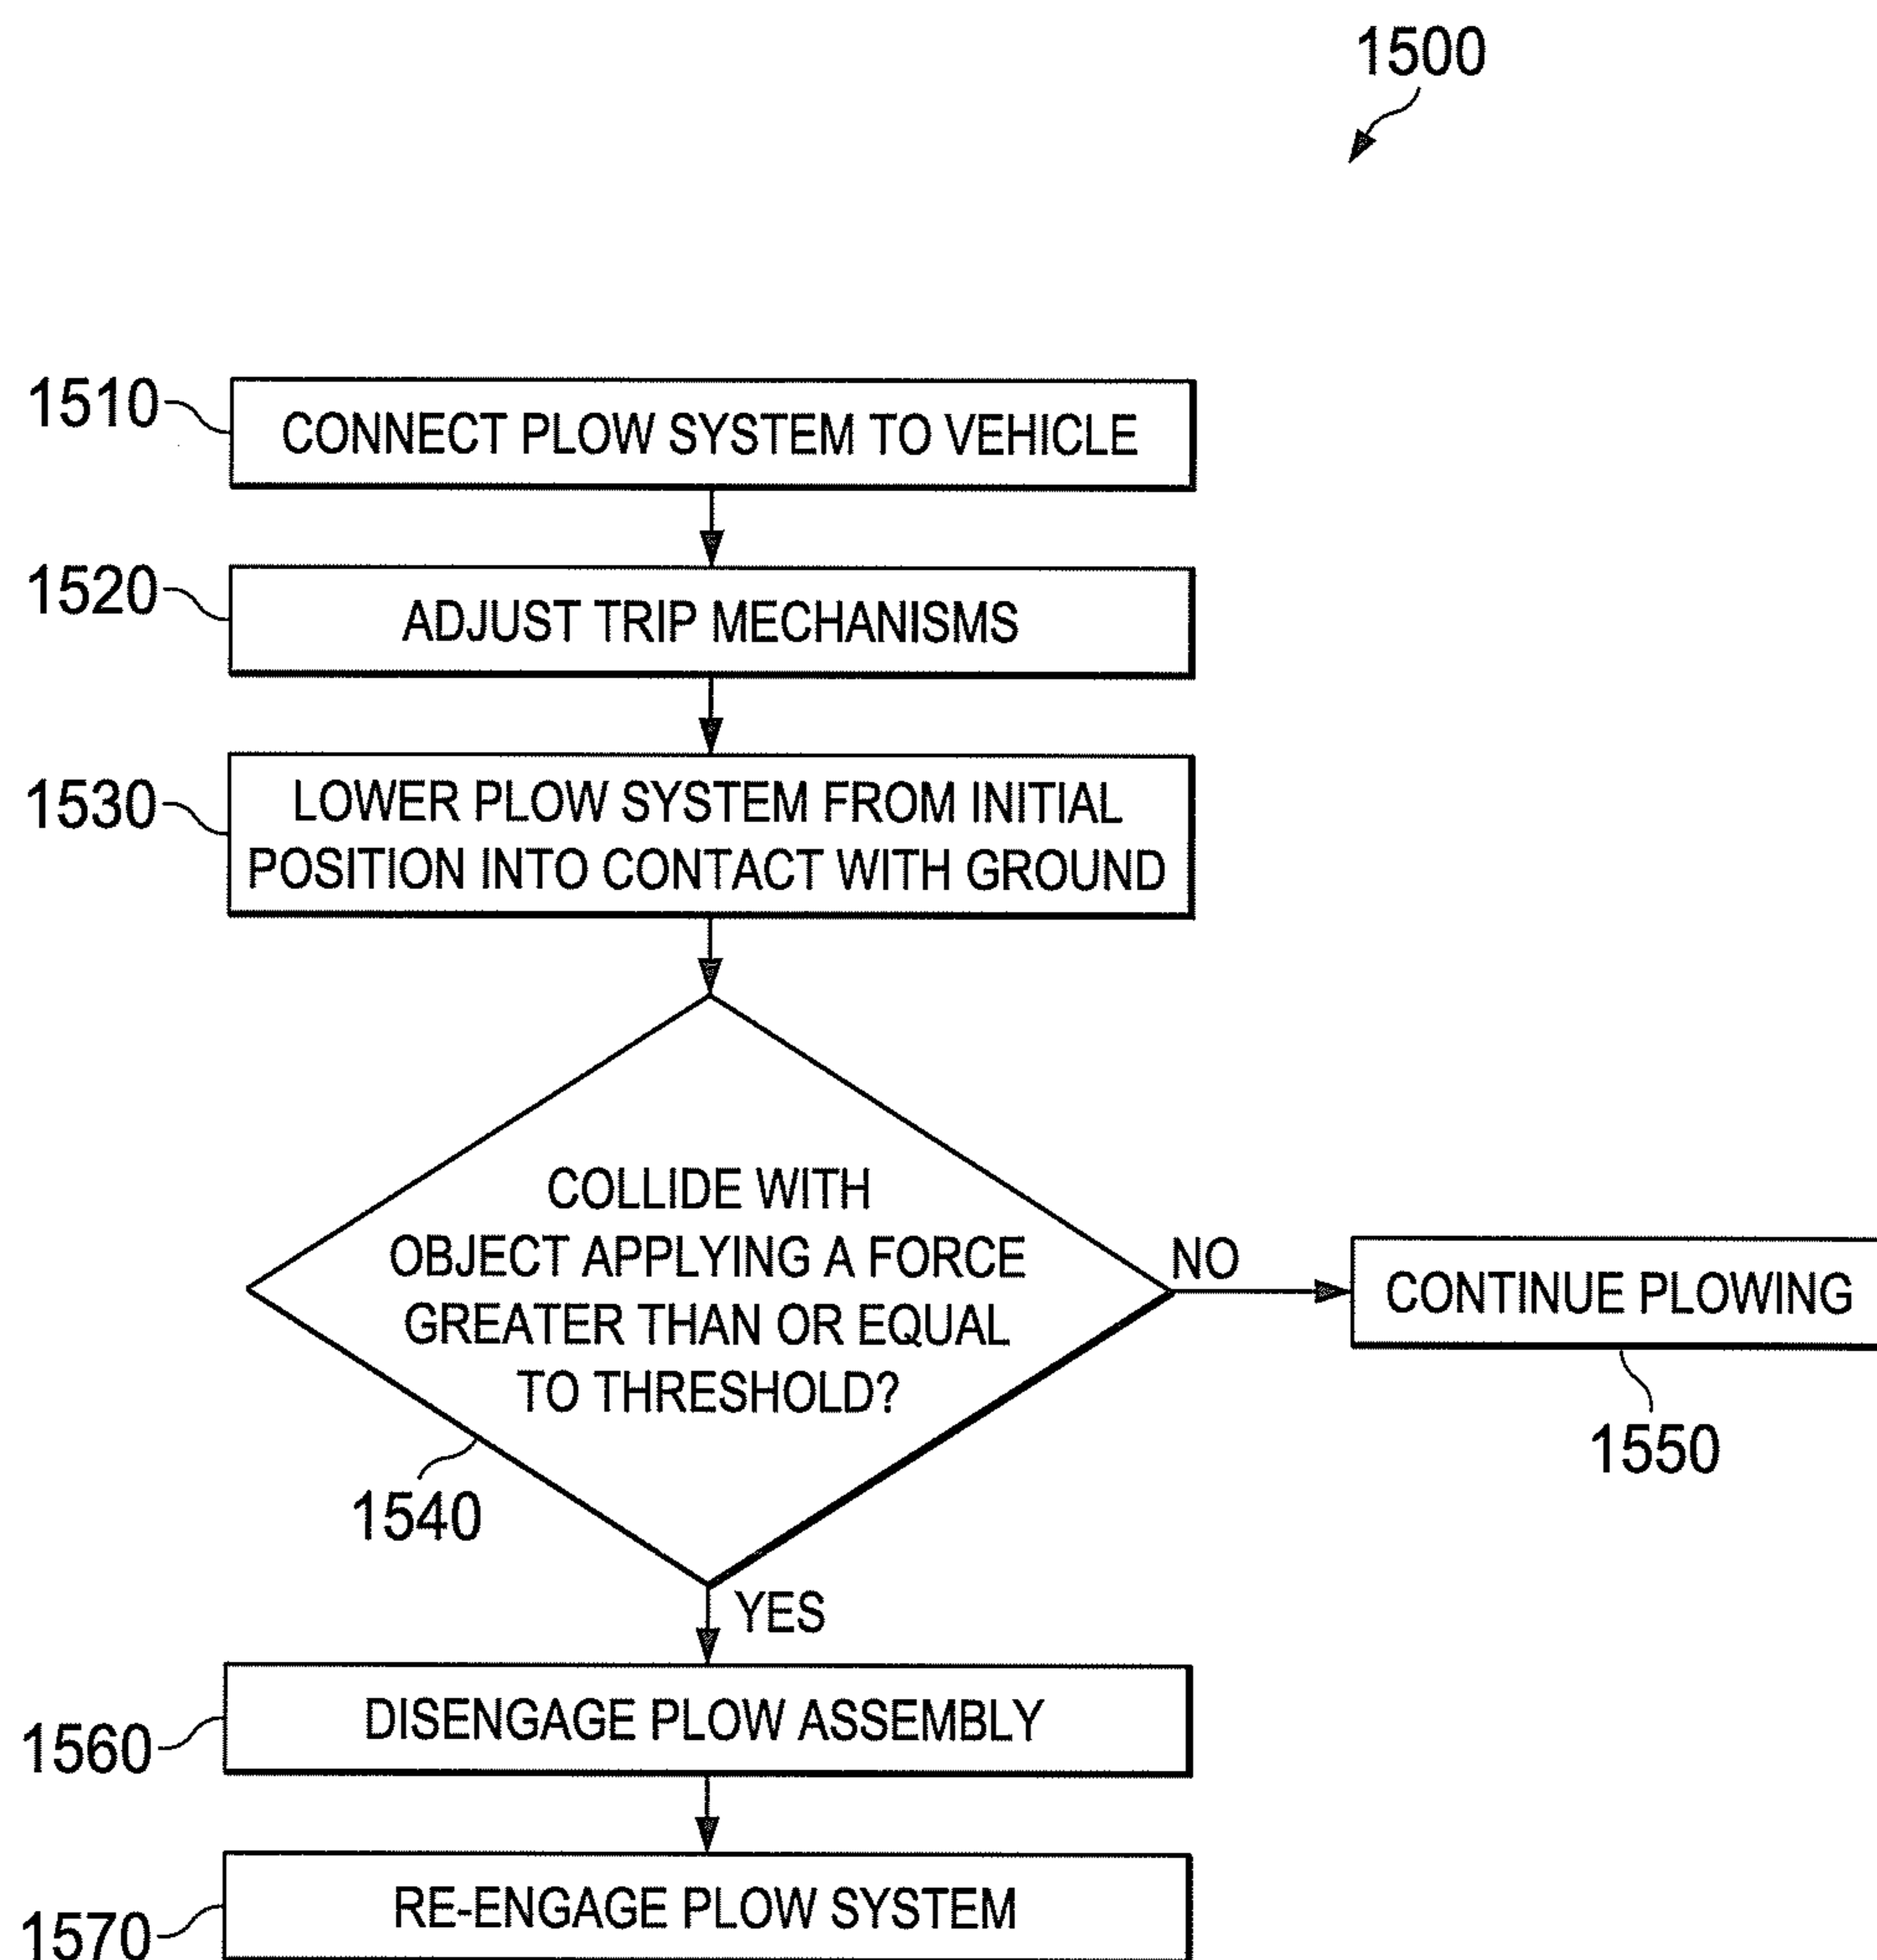 1500
1510
CONNECT PLOW SYSTEM TO VEHICLE
1520
ADJUST TRIP MECHANISMS
1530
LOWER PLOW SYSTEM FROM INITIAL
POSITION INTO CONTACT WITH GROUND
COLLIDE WITH
OBJECT APPLYING A FORCE
GREATER THAN OR EQUAL
TO THRESHOLD?
NO
CONTINUE PLOWING
1550
1540
YES
1560
DISENGAGE PLOW ASSEMBLY
1570
RE-ENGAGE PLOW SYSTEM